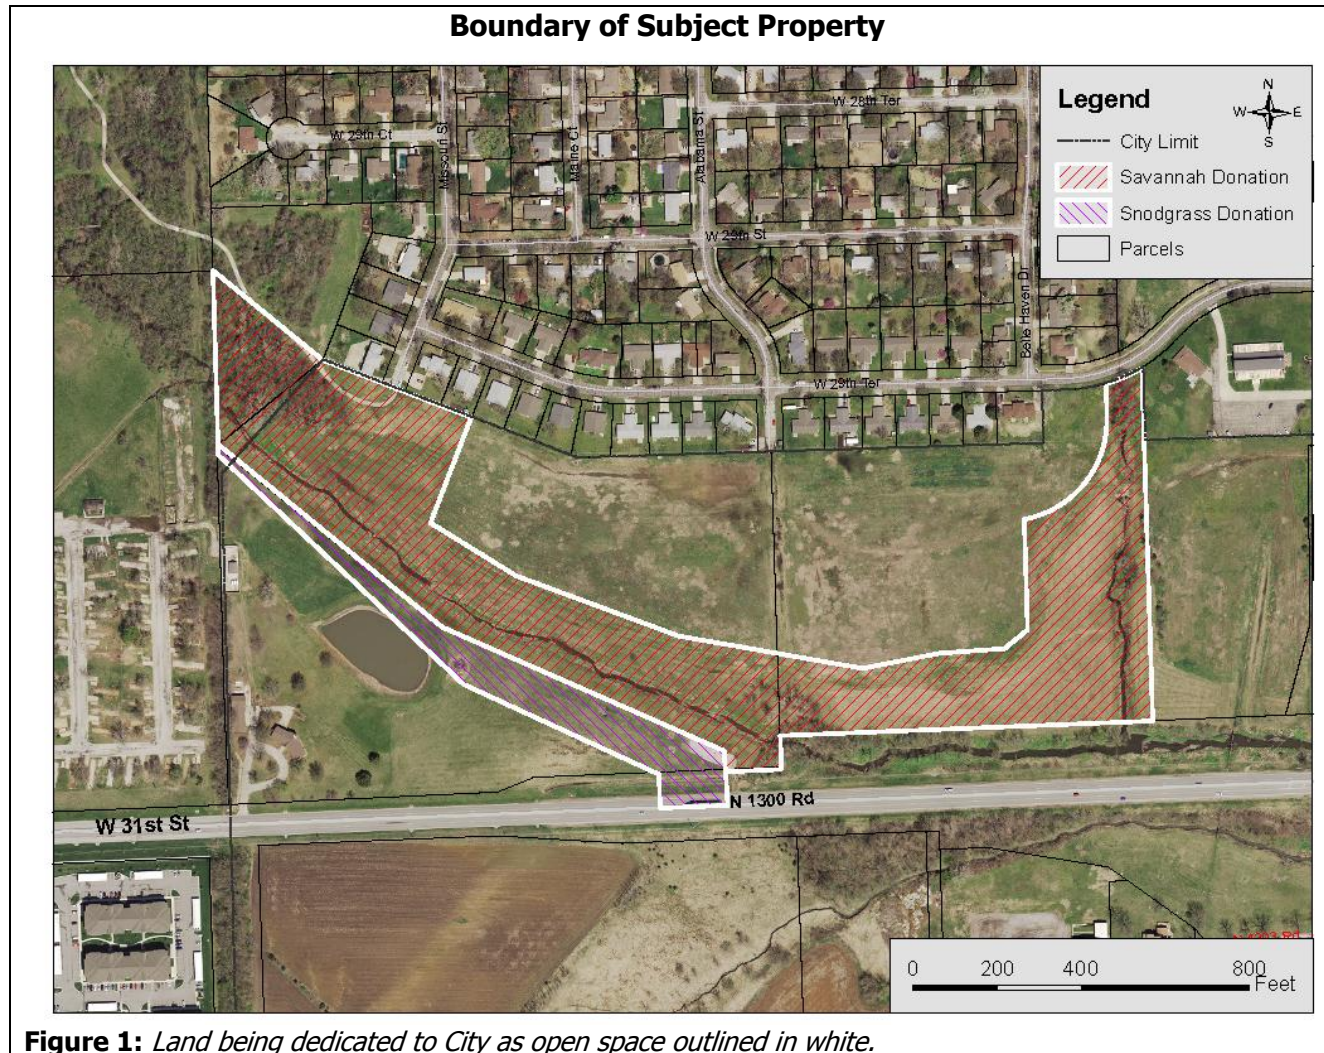 Boundary of Subject Property
Legend
N
W E
S
City Limit
Savannah Donation
Snodgrass Donation
Parcels
W 28th Ter
W 29th Ct
Missouri St
Maine Ct
Alabama St
W 29th St
Belle Haven Dr
W 29th Ter
N 1300 Rd
W 31st St
0 200 400 800
Feet
Figure 1: Land being dedicated to City as open space outlined in white.